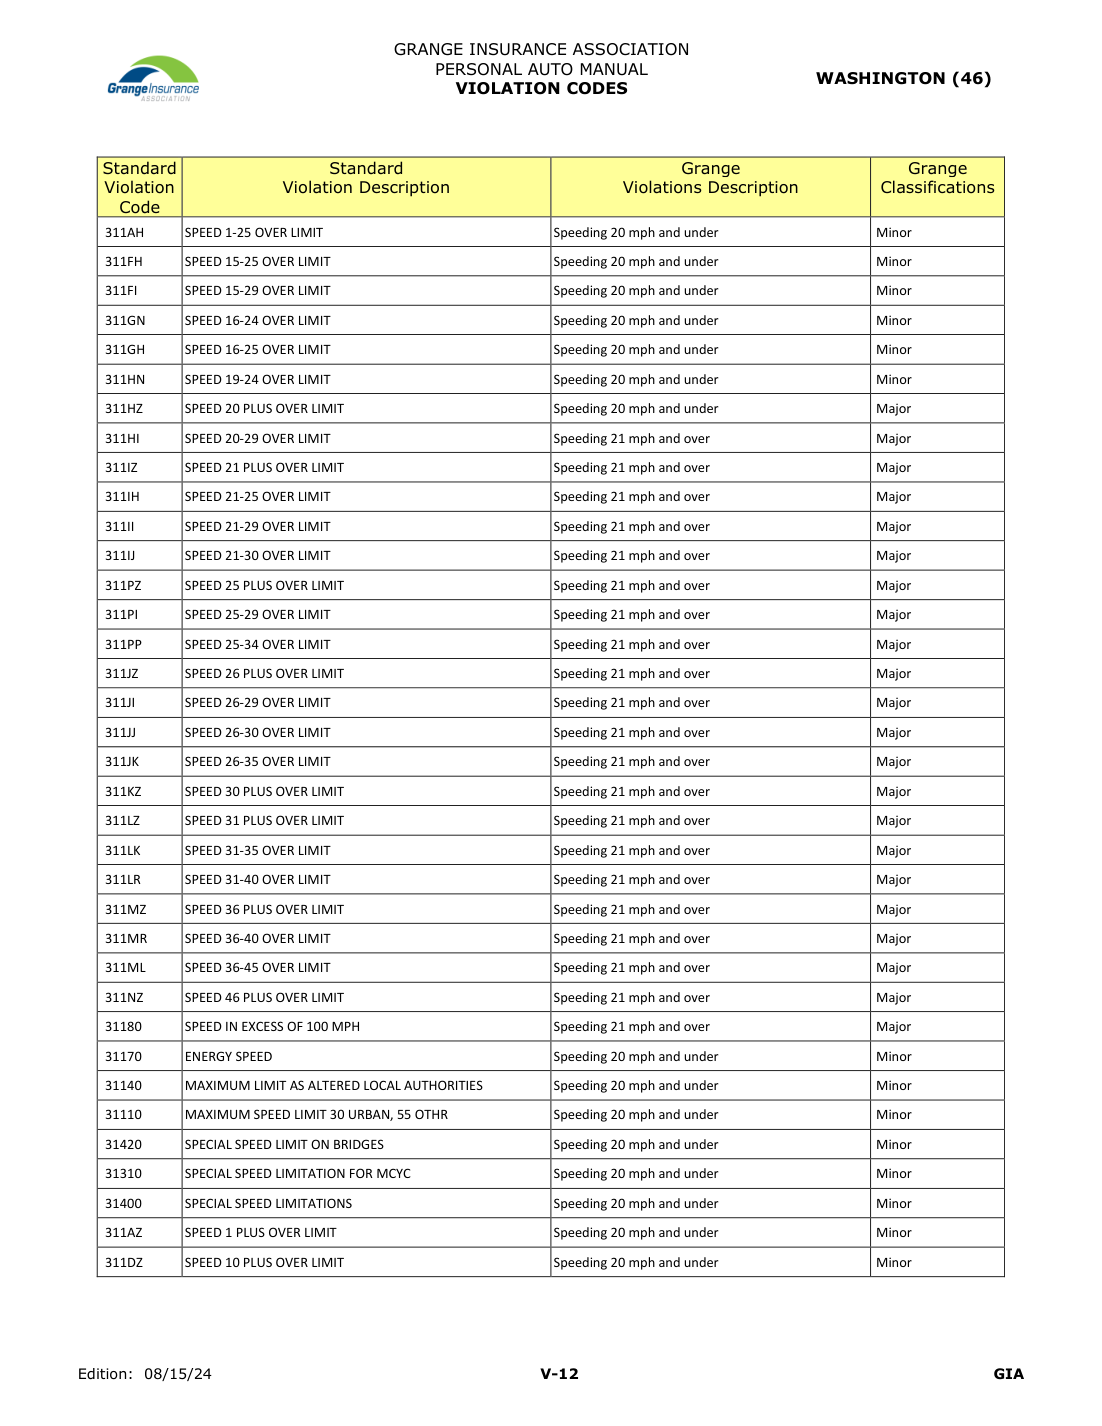 GRANGE INSURANCE ASSOCIATION
PERSONAL AUTO MANUAL
VIOLATION CODES
WASHINGTON (46)
GrangeInsurance
ASSOCIATION
Standard Violation Code | Standard Violation Description | Grange Violations Description | Grange Classifications
311AH SPEED 1-25 OVER LIMIT Speeding 20 mph and under Minor
311FH SPEED 15-25 OVER LIMIT Speeding 20 mph and under Minor
311FI SPEED 15-29 OVER LIMIT Speeding 20 mph and under Minor
311GN SPEED 16-24 OVER LIMIT Speeding 20 mph and under Minor
311GH SPEED 16-25 OVER LIMIT Speeding 20 mph and under Minor
311HN SPEED 19-24 OVER LIMIT Speeding 20 mph and under Minor
311HZ SPEED 20 PLUS OVER LIMIT Speeding 20 mph and under Major
311HI SPEED 20-29 OVER LIMIT Speeding 21 mph and over Major
311IZ SPEED 21 PLUS OVER LIMIT Speeding 21 mph and over Major
311IH SPEED 21-25 OVER LIMIT Speeding 21 mph and over Major
311II SPEED 21-29 OVER LIMIT Speeding 21 mph and over Major
311IJ SPEED 21-30 OVER LIMIT Speeding 21 mph and over Major
311PZ SPEED 25 PLUS OVER LIMIT Speeding 21 mph and over Major
311PI SPEED 25-29 OVER LIMIT Speeding 21 mph and over Major
311PP SPEED 25-34 OVER LIMIT Speeding 21 mph and over Major
311JZ SPEED 26 PLUS OVER LIMIT Speeding 21 mph and over Major
311JI SPEED 26-29 OVER LIMIT Speeding 21 mph and over Major
311JJ SPEED 26-30 OVER LIMIT Speeding 21 mph and over Major
311JK SPEED 26-35 OVER LIMIT Speeding 21 mph and over Major
311KZ SPEED 30 PLUS OVER LIMIT Speeding 21 mph and over Major
311LZ SPEED 31 PLUS OVER LIMIT Speeding 21 mph and over Major
311LK SPEED 31-35 OVER LIMIT Speeding 21 mph and over Major
311LR SPEED 31-40 OVER LIMIT Speeding 21 mph and over Major
311MZ SPEED 36 PLUS OVER LIMIT Speeding 21 mph and over Major
311MR SPEED 36-40 OVER LIMIT Speeding 21 mph and over Major
311ML SPEED 36-45 OVER LIMIT Speeding 21 mph and over Major
311NZ SPEED 46 PLUS OVER LIMIT Speeding 21 mph and over Major
31180 SPEED IN EXCESS OF 100 MPH Speeding 21 mph and over Major
31170 ENERGY SPEED Speeding 20 mph and under Minor
31140 MAXIMUM LIMIT AS ALTERED LOCAL AUTHORITIES Speeding 20 mph and under Minor
31110 MAXIMUM SPEED LIMIT 30 URBAN, 55 OTHR Speeding 20 mph and under Minor
31420 SPECIAL SPEED LIMIT ON BRIDGES Speeding 20 mph and under Minor
31310 SPECIAL SPEED LIMITATION FOR MCYC Speeding 20 mph and under Minor
31400 SPECIAL SPEED LIMITATIONS Speeding 20 mph and under Minor
311AZ SPEED 1 PLUS OVER LIMIT Speeding 20 mph and under Minor
311DZ SPEED 10 PLUS OVER LIMIT Speeding 20 mph and under Minor
Edition: 08/15/24 V-12 GIA